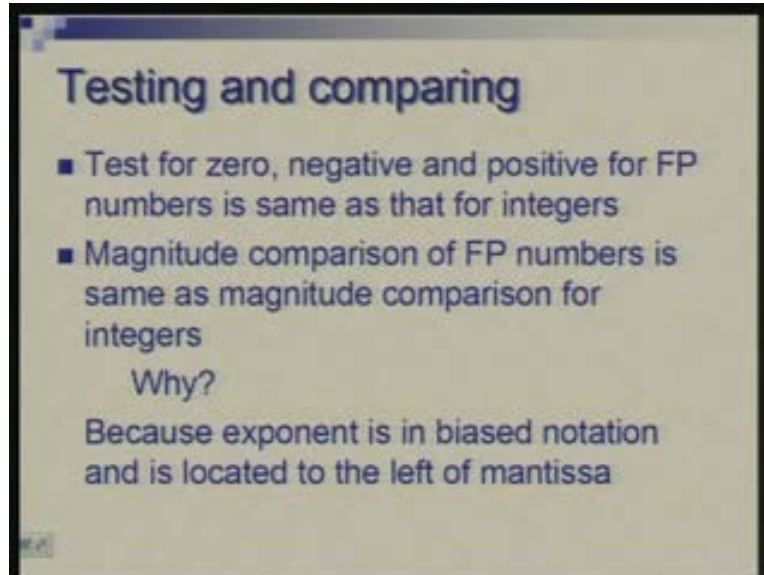 Testing and comparing
■ Test for zero, negative and positive for FP
numbers is same as that for integers
■ Magnitude comparison of FP numbers is
same as magnitude comparison for
integers
Why?
Because exponent is in biased notation
and is located to the left of mantissa